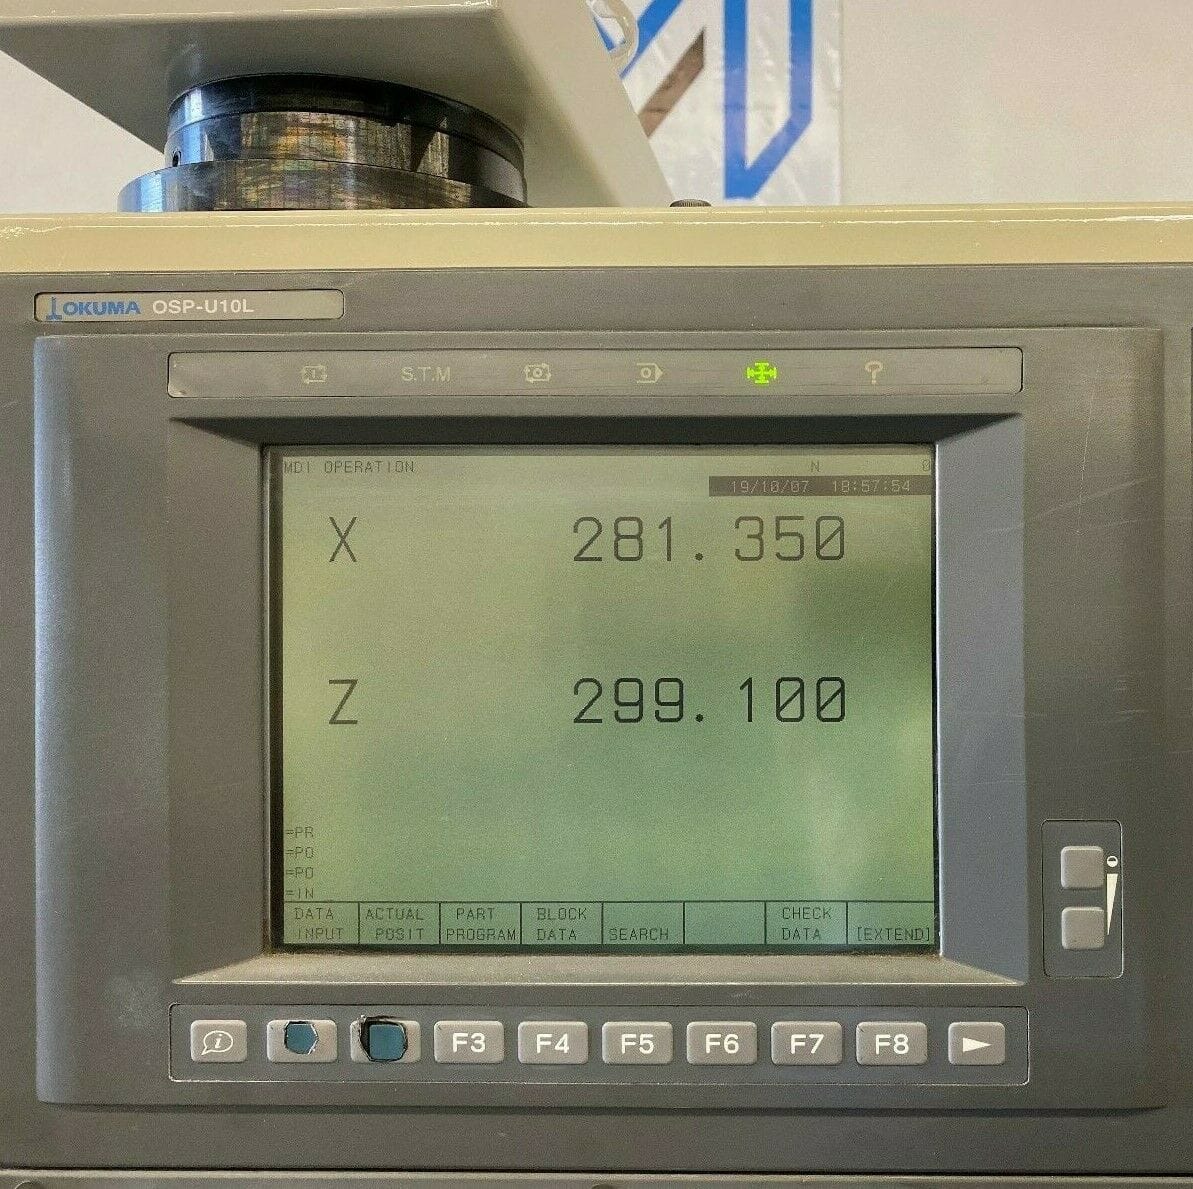 OKUMA OSP-U10L
S.T.M ?
MDI OPERATION N 0
19/10/07 18:57:54
X 281.350
Z 299.100
=PR
=PO
=PO
=IN
DATA INPUT
ACTUAL POSIT
PART PROGRAM
BLOCK DATA
SEARCH
CHECK DATA
[EXTEND]
i F3 F4 F5 F6 F7 F8